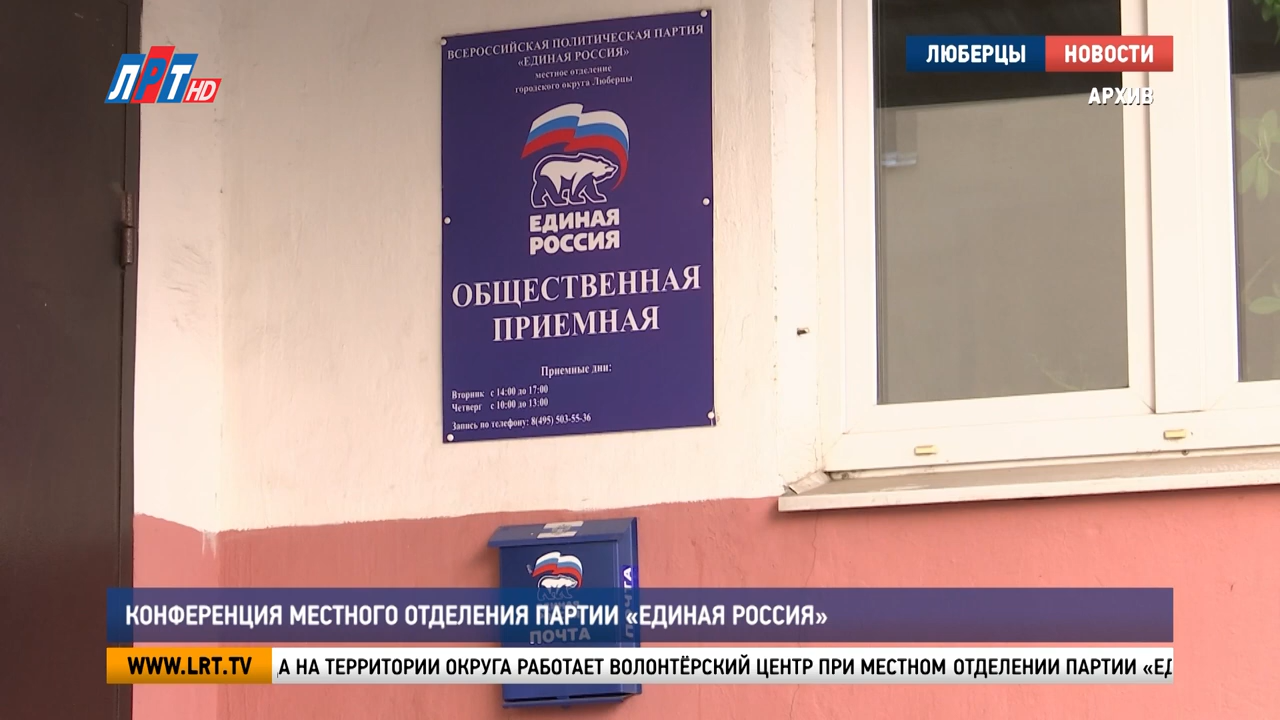 ЛРТ HD
ЛЮБЕРЦЫ НОВОСТИ
АРХИВ
ВСЕРОССИЙСКАЯ ПОЛИТИЧЕСКАЯ ПАРТИЯ
«ЕДИНАЯ РОССИЯ»
местное отделение
городского округа Люберцы
ЕДИНАЯ
РОССИЯ
ОБЩЕСТВЕННАЯ
ПРИЕМНАЯ
Приемные дни:
Вторник с 14:00 до 17:00
Четверг с 10:00 до 13:00
Запись по телефону: 8(495) 503-55-36
ПОЧТА
ПОЧТА
КОНФЕРЕНЦИЯ МЕСТНОГО ОТДЕЛЕНИЯ ПАРТИИ «ЕДИНАЯ РОССИЯ»
WWW.LRT.TV
НА ТЕРРИТОРИИ ОКРУГА РАБОТАЕТ ВОЛОНТЁРСКИЙ ЦЕНТР ПРИ МЕСТНОМ ОТДЕЛЕНИИ ПАРТИИ «ЕД